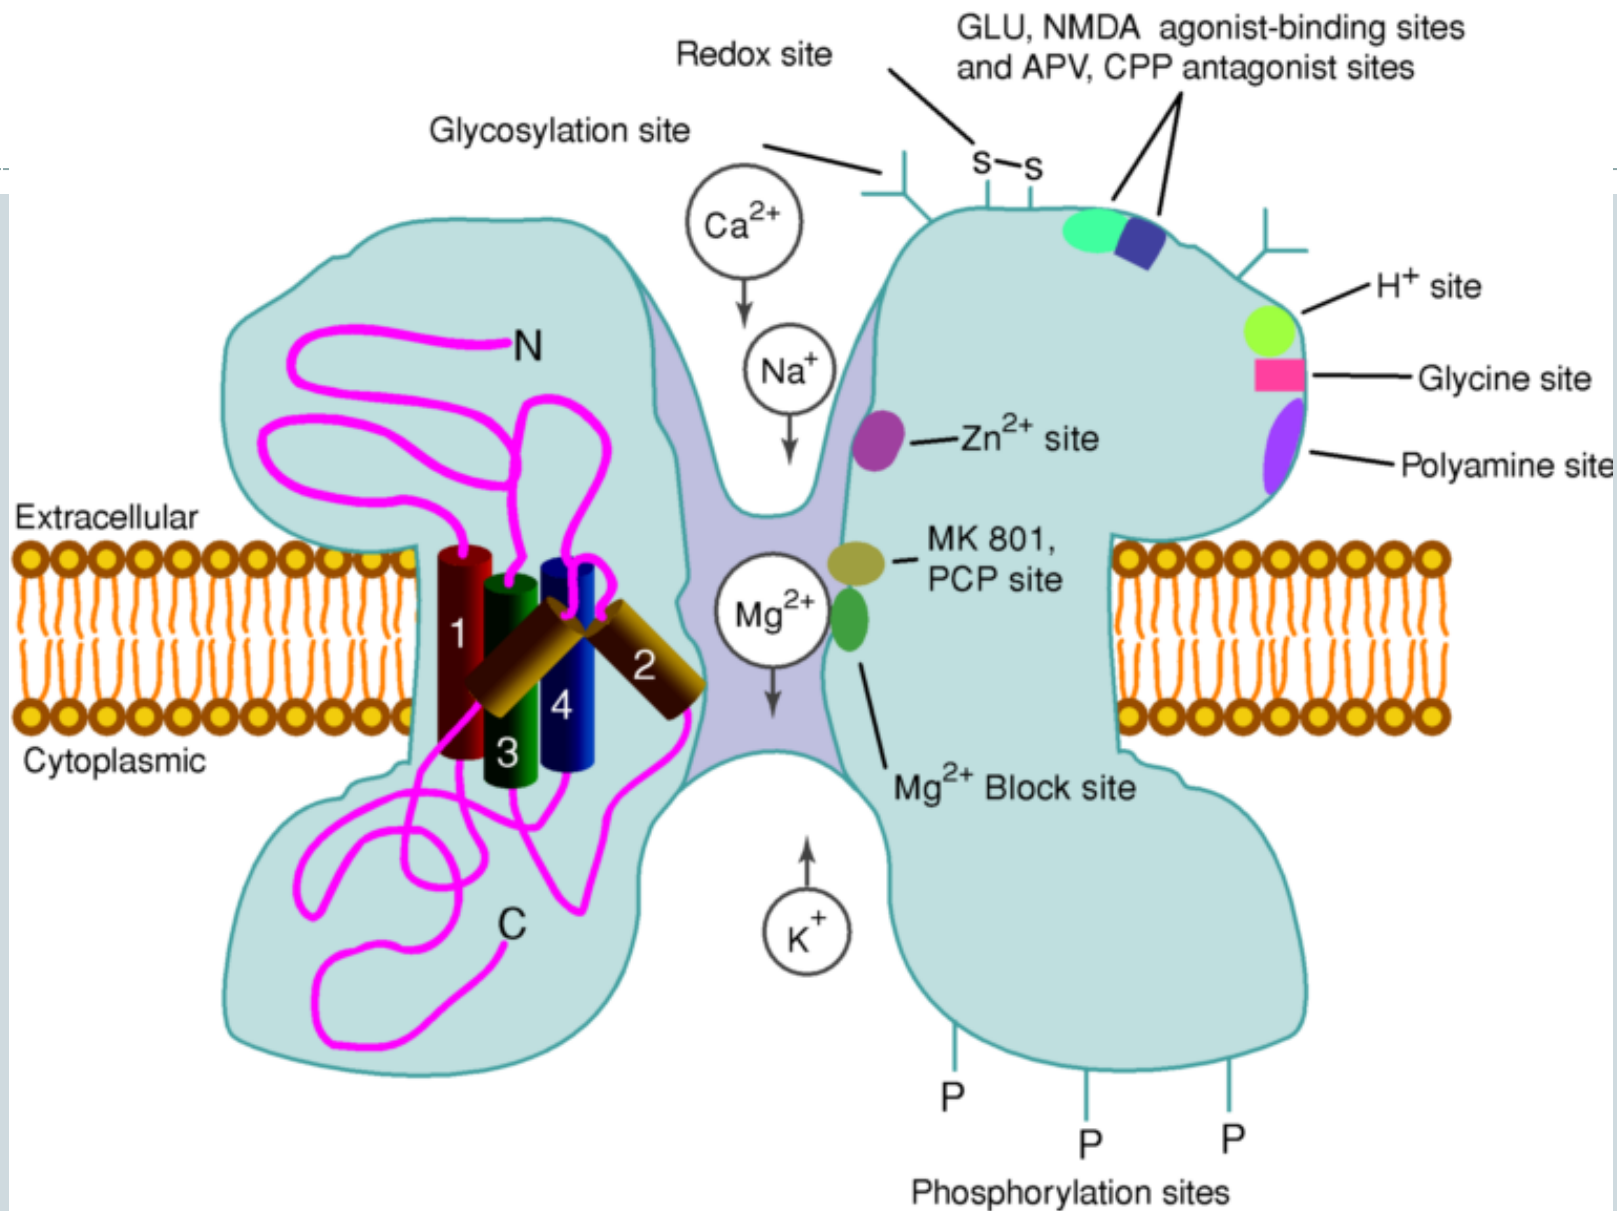 GLU, NMDA agonist-binding sites
and APV, CPP antagonist sites
Redox site
Glycosylation site
S S
Ca2+
H+ site
N
Na+
Glycine site
Zn2+ site
Polyamine site
Extracellular
MK 801,
PCP site
Mg2+
1
2
4
3
Cytoplasmic
Mg2+ Block site
C
K+
P
P
P
Phosphorylation sites